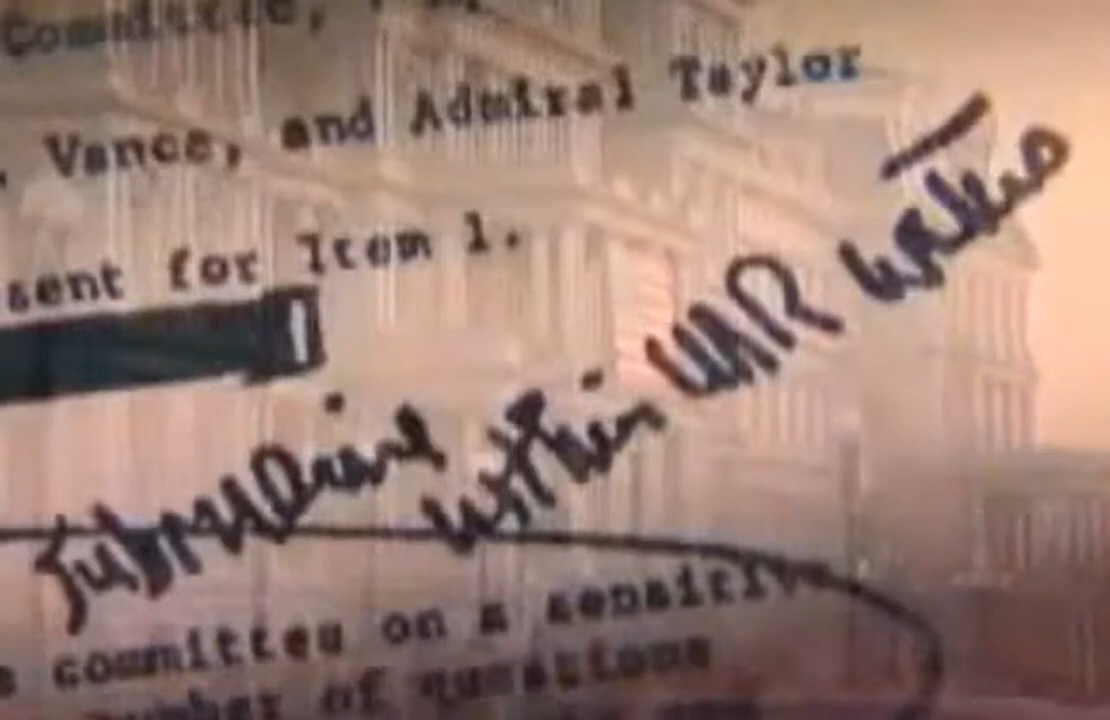 Committee,
, Vance, and Admiral Taylor
sent for Item 1.
submarine
within UAR waters
committee on a sensitive
number of questions